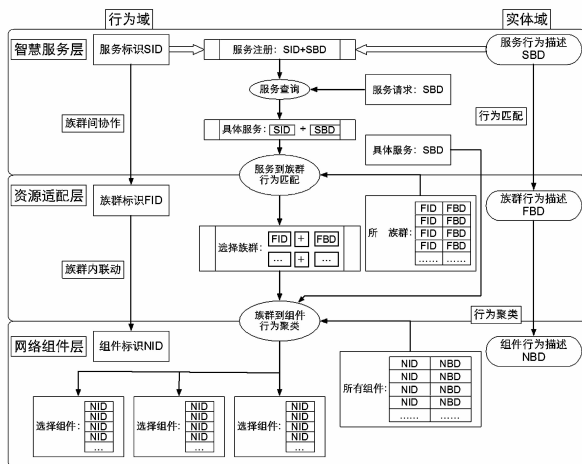 行为域
实体域
智慧服务层
服务标识SID
服务注册：SID+SBD
服务行为描述
SBD
服务查询
服务请求：SBD
族群间协作
行为匹配
具体服务： SID + SBD
具体服务：SBD
服务到族群
行为匹配
资源适配层
族群标识FID
族群行为描述
FBD
选择族群：
FID + FBD
... + ...
所 族群：
FID FBD
FID FBD
FID FBD
FID FBD
...... ......
族群内联动
族群到组件
行为聚类
行为聚类
网络组件层
组件标识NID
组件行为描述
NBD
所有组件：
NID NBD
NID NBD
NID NBD
NID NBD
...... ......
选择组件：
NID
NID
NID
NID
...
选择组件：
NID
NID
NID
NID
...
选择组件：
NID
NID
NID
NID
...